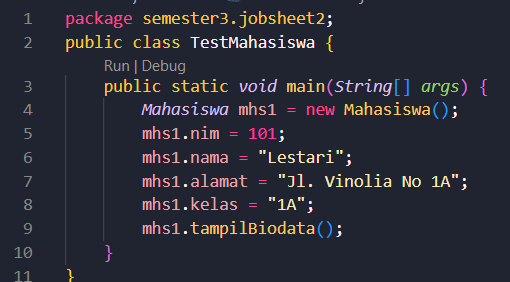 1 package semester3.jobsheet2;
2 public class TestMahasiswa {
Run | Debug
3 public static void main(String[] args) {
4 Mahasiswa mhs1 = new Mahasiswa();
5 mhs1.nim = 101;
6 mhs1.nama = "Lestari";
7 mhs1.alamat = "Jl. Vinolia No 1A";
8 mhs1.kelas = "1A";
9 mhs1.tampilBiodata();
10 }
11 }